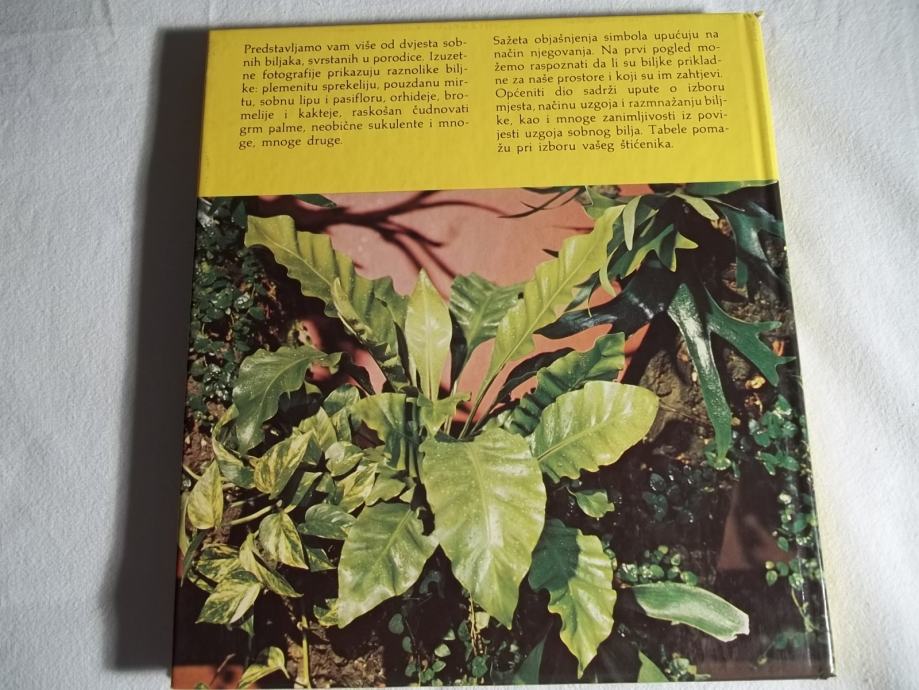 Predstavljamo vam više od dvjesta sob-
nih biljaka, svrstanih u porodice. Izuzet-
ne fotografije prikazuju raznolike bilj-
ke: plemenitu sprekeliju, pouzdanu mir-
tu, sobnu lipu i pasifloru, orhideje, bro-
melije i kakteje, raskošan čudnovati
grm palme, neobične sukulente i mno-
ge, mnoge druge.
Sažeta objašnjenja simbola upućuju na
način njegovanja. Na prvi pogled mo-
žemo raspoznati da li su biljke priklad-
ne za naše prostore i koji su im zahtjevi.
Općeniti dio sadrži upute o izboru
mjesta, načinu uzgoja i razmnažanju bilj-
ke, kao i mnoge zanimljivosti iz povi-
jesti uzgoja sobnog bilja. Tabele poma-
žu pri izboru vašeg štićenika.